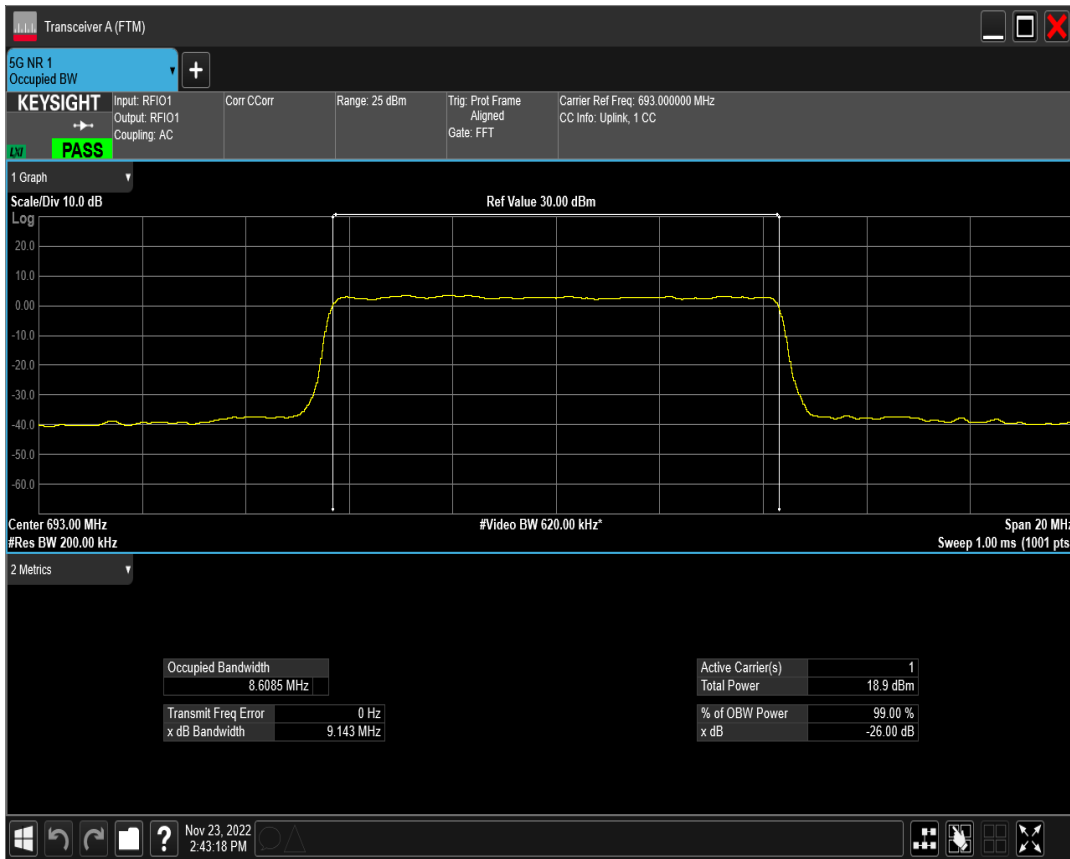 Transceiver A (FTM)
5G NR 1
Occupied BW
+
KEYSIGHT
LXI
PASS
Input: RFIO1
Output: RFIO1
Coupling: AC
Corr CCorr
Range: 25 dBm
Trig: Prot Frame
Aligned
Gate: FFT
Carrier Ref Freq: 693.000000 MHz
CC Info: Uplink, 1 CC
1 Graph
Scale/Div 10.0 dB
Ref Value 30.00 dBm
Log
20.0
10.0
0.00
-10.0
-20.0
-30.0
-40.0
-50.0
-60.0
Center 693.00 MHz
#Video BW 620.00 kHz*
Span 20 MHz
#Res BW 200.00 kHz
Sweep 1.00 ms (1001 pts
2 Metrics
Occupied Bandwidth
8.6085 MHz
Transmit Freq Error 0 Hz
x dB Bandwidth 9.143 MHz
Active Carrier(s) 1
Total Power 18.9 dBm
% of OBW Power 99.00 %
x dB -26.00 dB
?
Nov 23, 2022
2:43:18 PM